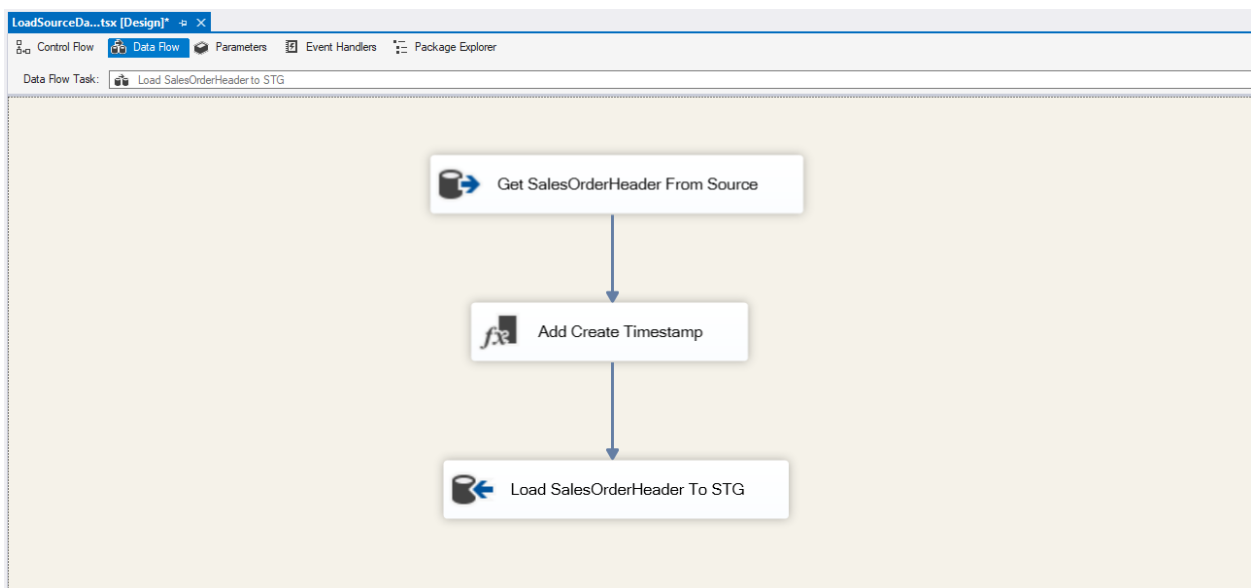 LoadSourceDa...tsx [Design]*
Control Flow Data Flow Parameters Event Handlers Package Explorer
Data Flow Task: Load SalesOrderHeader to STG
Get SalesOrderHeader From Source
fx Add Create Timestamp
Load SalesOrderHeader To STG